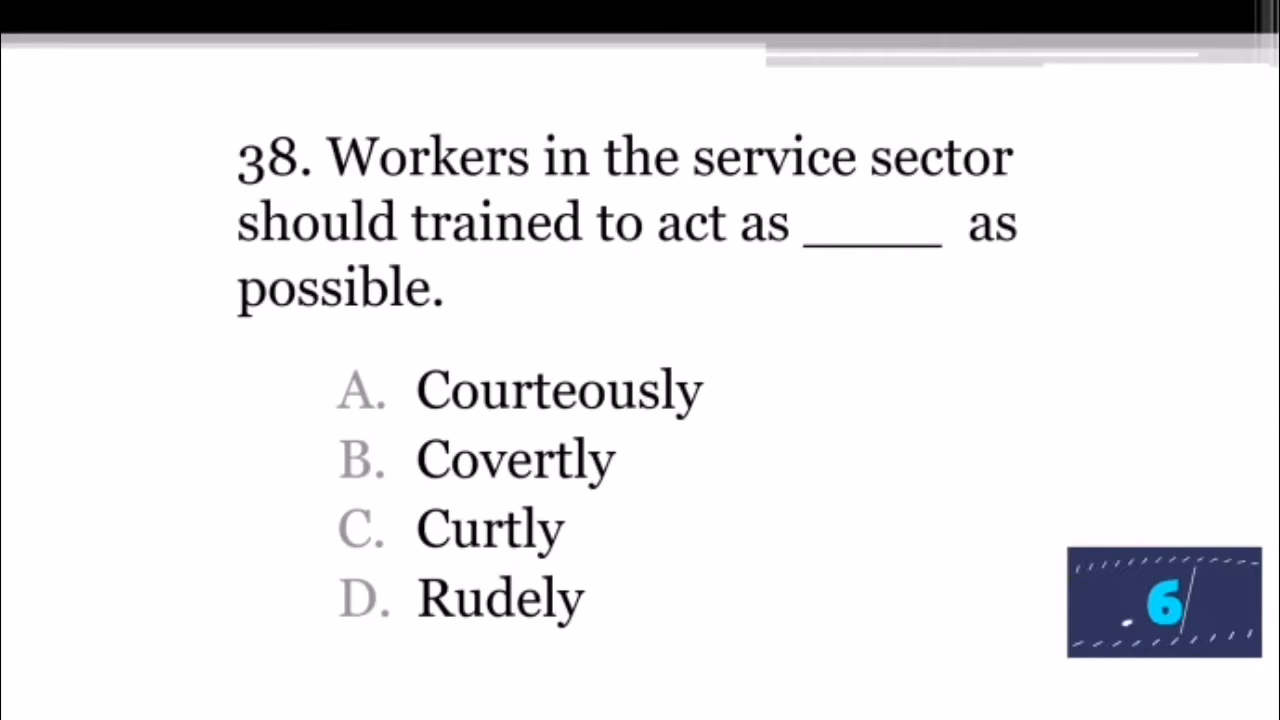 38. Workers in the service sector
should trained to act as _____ as
possible.
A. Courteously
B. Covertly
C. Curtly
D. Rudely
6